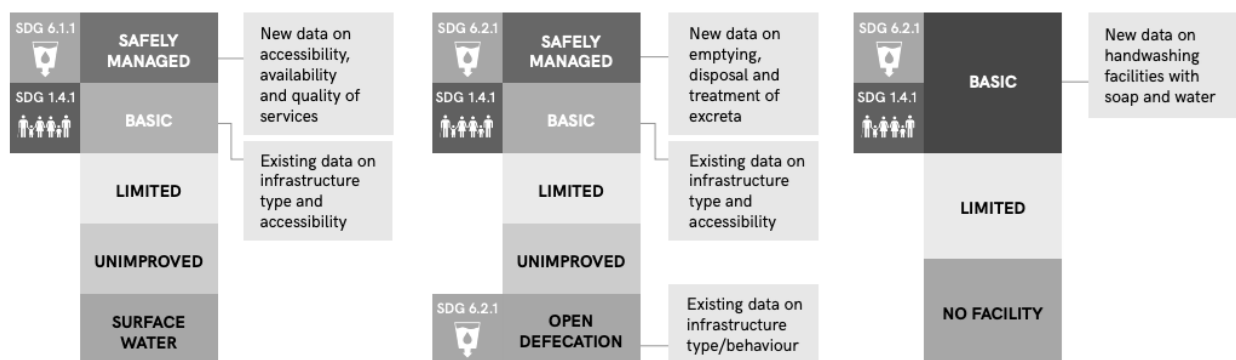 SDG 6.1.1
SAFELY
MANAGED
New data on
accessibility,
availability
and quality of
services
SDG 1.4.1
BASIC
Existing data on
infrastructure
type and
accessibility
LIMITED
UNIMPROVED
SURFACE
WATER
SDG 6.2.1
SAFELY
MANAGED
New data on
emptying,
disposal and
treatment of
excreta
SDG 1.4.1
BASIC
Existing data on
infrastructure
type and
accessibility
LIMITED
UNIMPROVED
SDG 6.2.1
OPEN
DEFECATION
Existing data on
infrastructure
type/behaviour
SDG 6.2.1
SDG 1.4.1
BASIC
New data on
handwashing
facilities with
soap and water
LIMITED
NO FACILITY